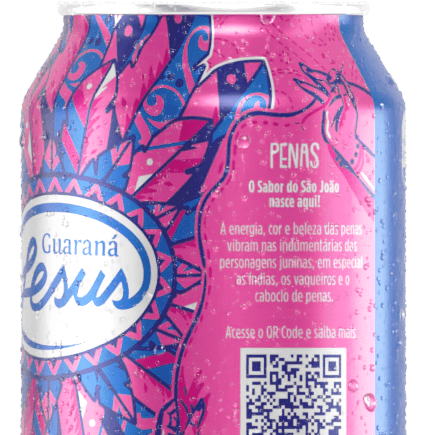 Guaraná
Jesus
PENAS
O Sabor do São João
nasce aqui!
A energia, cor e beleza das penas
vibram nas indumentárias das
personagens juninas, em especial
as índias, os vaqueiros e o
caboclo de penas.
Acesse o QR Code e saiba mais